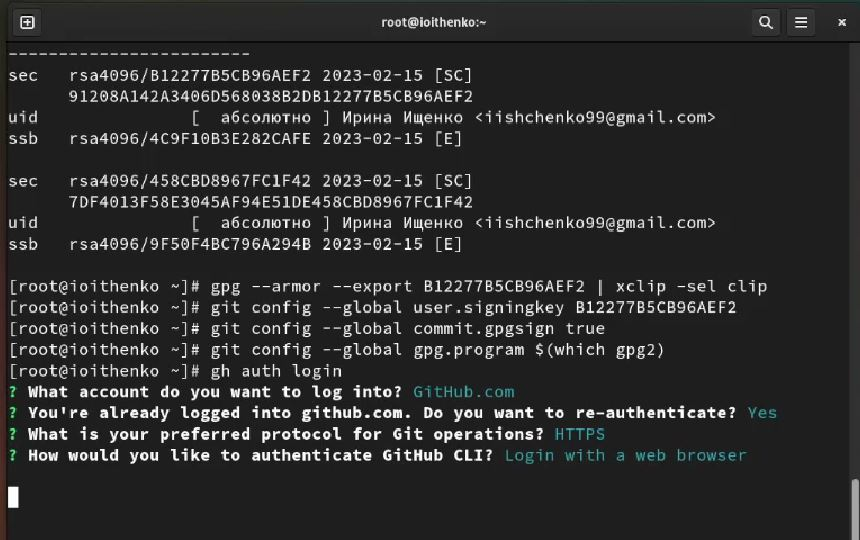 root@ioithenko:~
------------------------
sec   rsa4096/B12277B5CB96AEF2 2023-02-15 [SC]
      91208A142A3406D568038B2DB12277B5CB96AEF2
uid                  [  абсолютно ] Ирина Ищенко <iishchenko99@gmail.com>
ssb   rsa4096/4C9F10B3E282CAFE 2023-02-15 [E]
sec   rsa4096/458CBD8967FC1F42 2023-02-15 [SC]
      7DF4013F58E3045AF94E51DE458CBD8967FC1F42
uid                  [  абсолютно ] Ирина Ищенко <iishchenko99@gmail.com>
ssb   rsa4096/9F50F4BC796A294B 2023-02-15 [E]
[root@ioithenko ~]# gpg --armor --export B12277B5CB96AEF2 | xclip -sel clip
[root@ioithenko ~]# git config --global user.signingkey B12277B5CB96AEF2
[root@ioithenko ~]# git config --global commit.gpgsign true
[root@ioithenko ~]# git config --global gpg.program $(which gpg2)
[root@ioithenko ~]# gh auth login
? What account do you want to log into? GitHub.com
? You're already logged into github.com. Do you want to re-authenticate? Yes
? What is your preferred protocol for Git operations? HTTPS
? How would you like to authenticate GitHub CLI? Login with a web browser